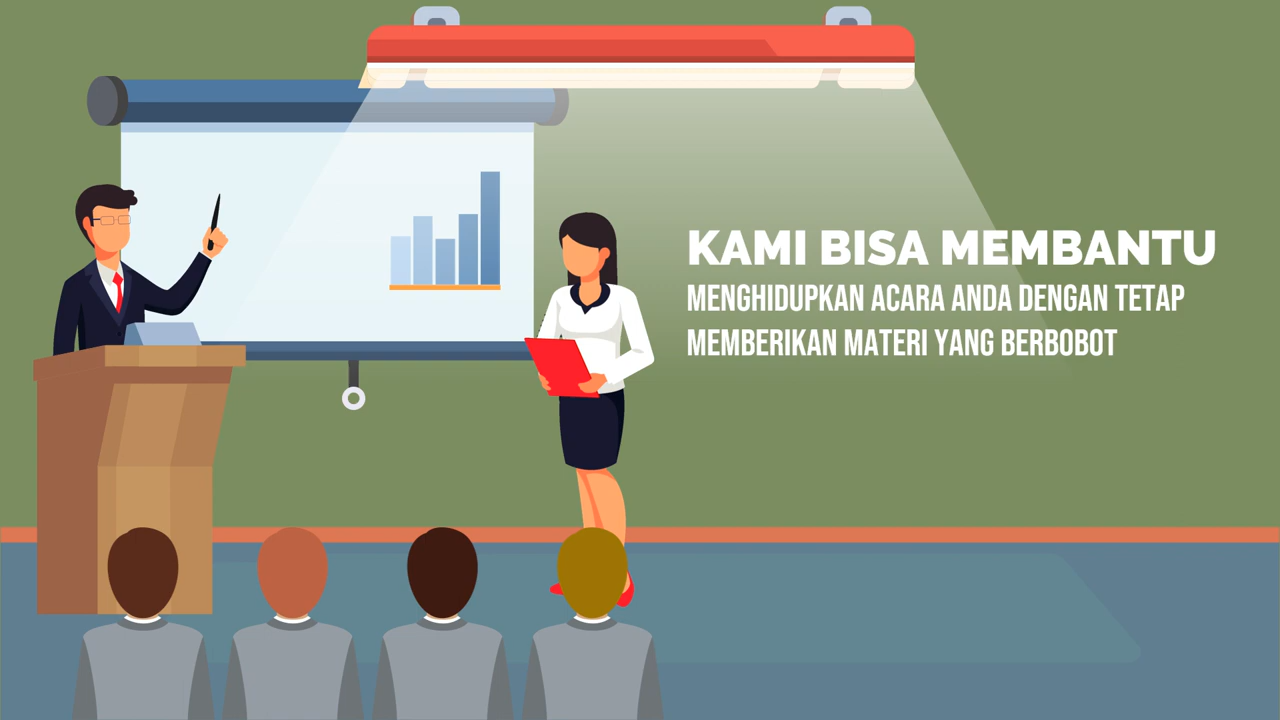 KAMI BISA MEMBANTU
MENGHIDUPKAN ACARA ANDA DENGAN TETAP
MEMBERIKAN MATERI YANG BERBOBOT